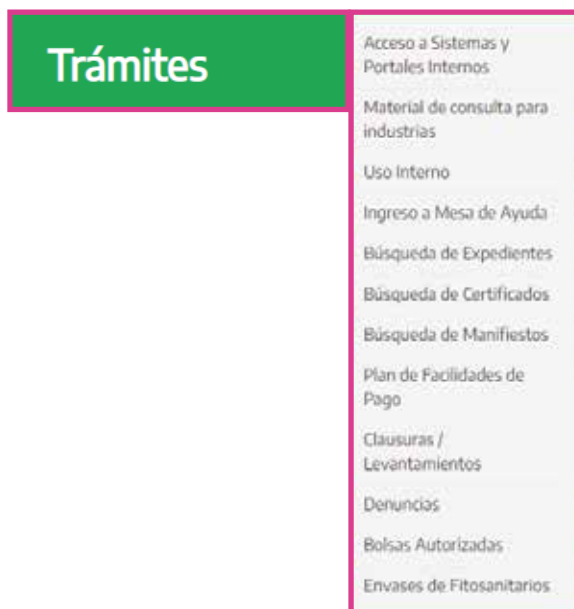 Trámites
Acceso a Sistemas y
Portales Internos
Material de consulta para
industrias
Uso Interno
Ingreso a Mesa de Ayuda
Búsqueda de Expedientes
Búsqueda de Certificados
Búsqueda de Manifiestos
Plan de Facilidades de
Pago
Clausuras /
Levantamientos
Denuncias
Bolsas Autorizadas
Envases de Fitosanitarios